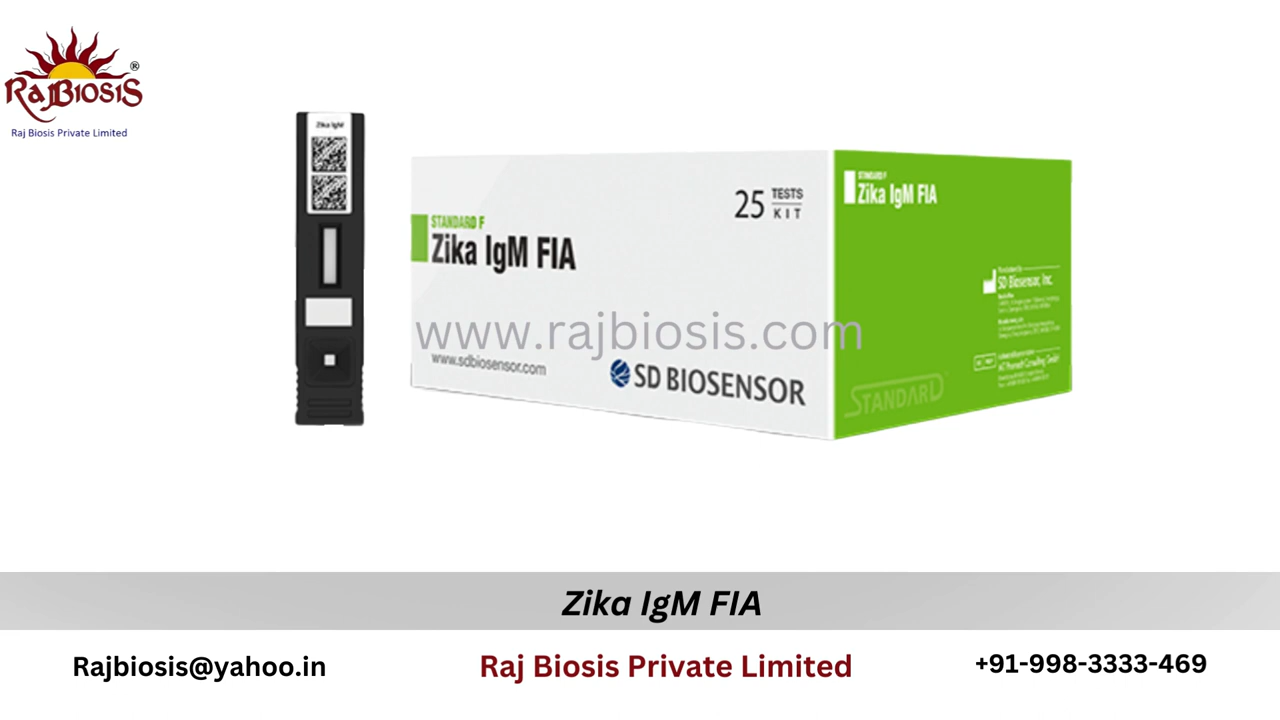 RajBiosis®
Raj Biosis Private Limited
Zika IgM
25 TESTS
KIT
STANDARD F
Zika IgM FIA
www.sdbiosensor.com
SD BIOSENSOR
STANDARD F
Zika IgM FIA
SD Biosensor, Inc.
STANDARD
www.rajbiosis.com
Zika IgM FIA
Rajbiosis@yahoo.in
Raj Biosis Private Limited
+91-998-3333-469